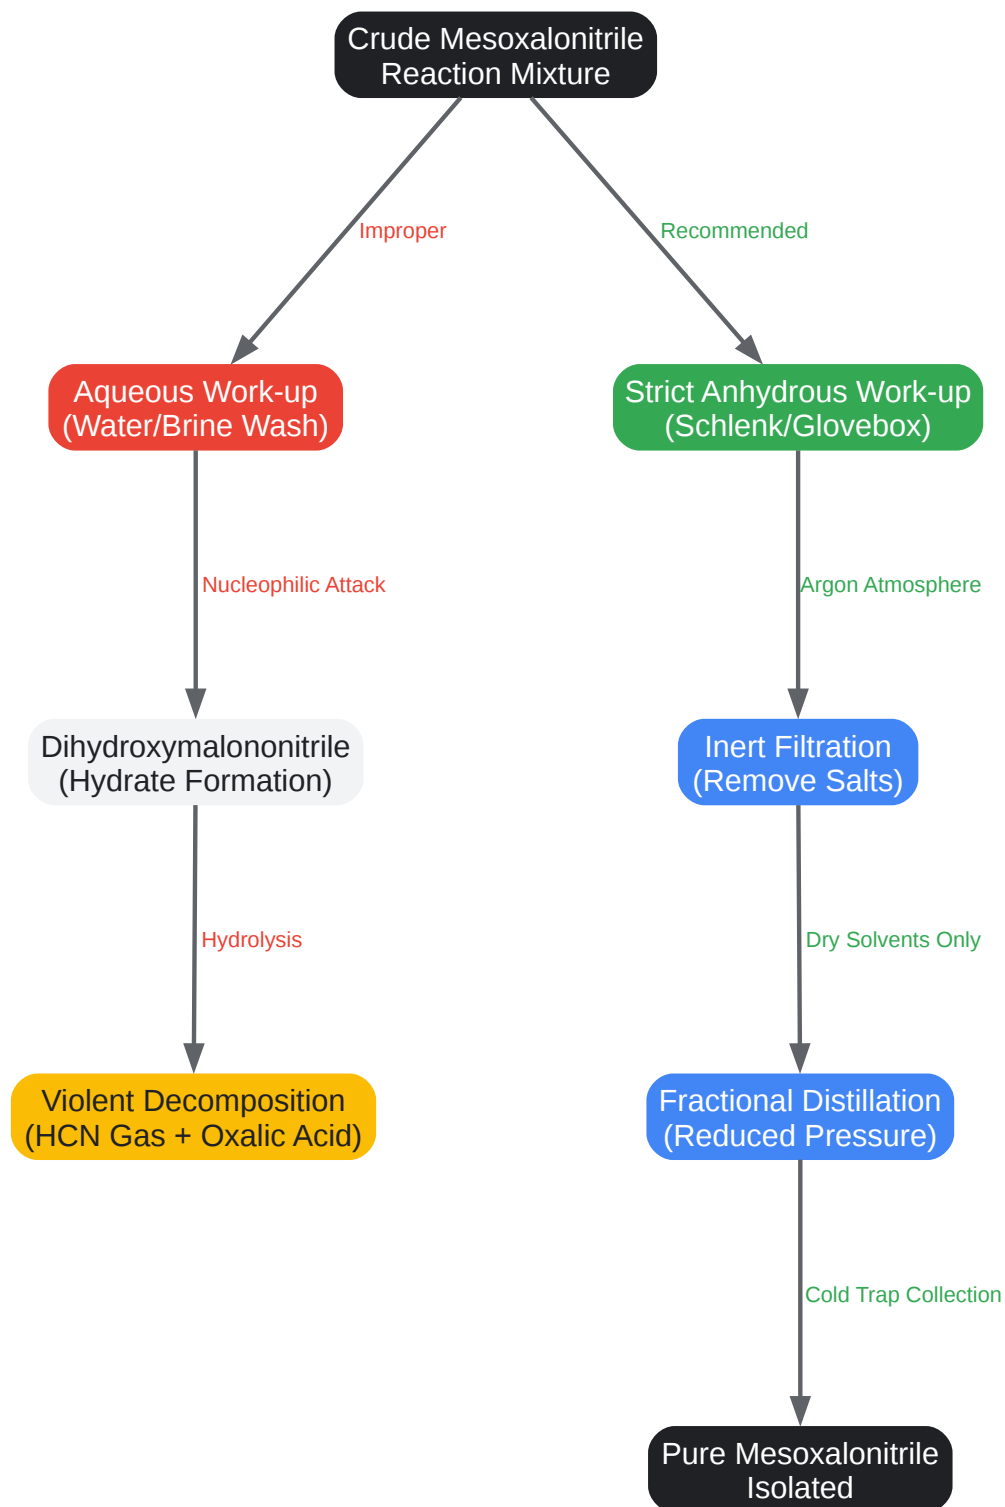 Crude Mesoxalonitrile
Reaction Mixture
Improper
Recommended
Aqueous Work-up
(Water/Brine Wash)
Strict Anhydrous Work-up
(Schlenk/Glovebox)
Nucleophilic Attack
Argon Atmosphere
Dihydroxymalononitrile
(Hydrate Formation)
Inert Filtration
(Remove Salts)
Hydrolysis
Dry Solvents Only
Violent Decomposition
(HCN Gas + Oxalic Acid)
Fractional Distillation
(Reduced Pressure)
Cold Trap Collection
Pure Mesoxalonitrile
Isolated